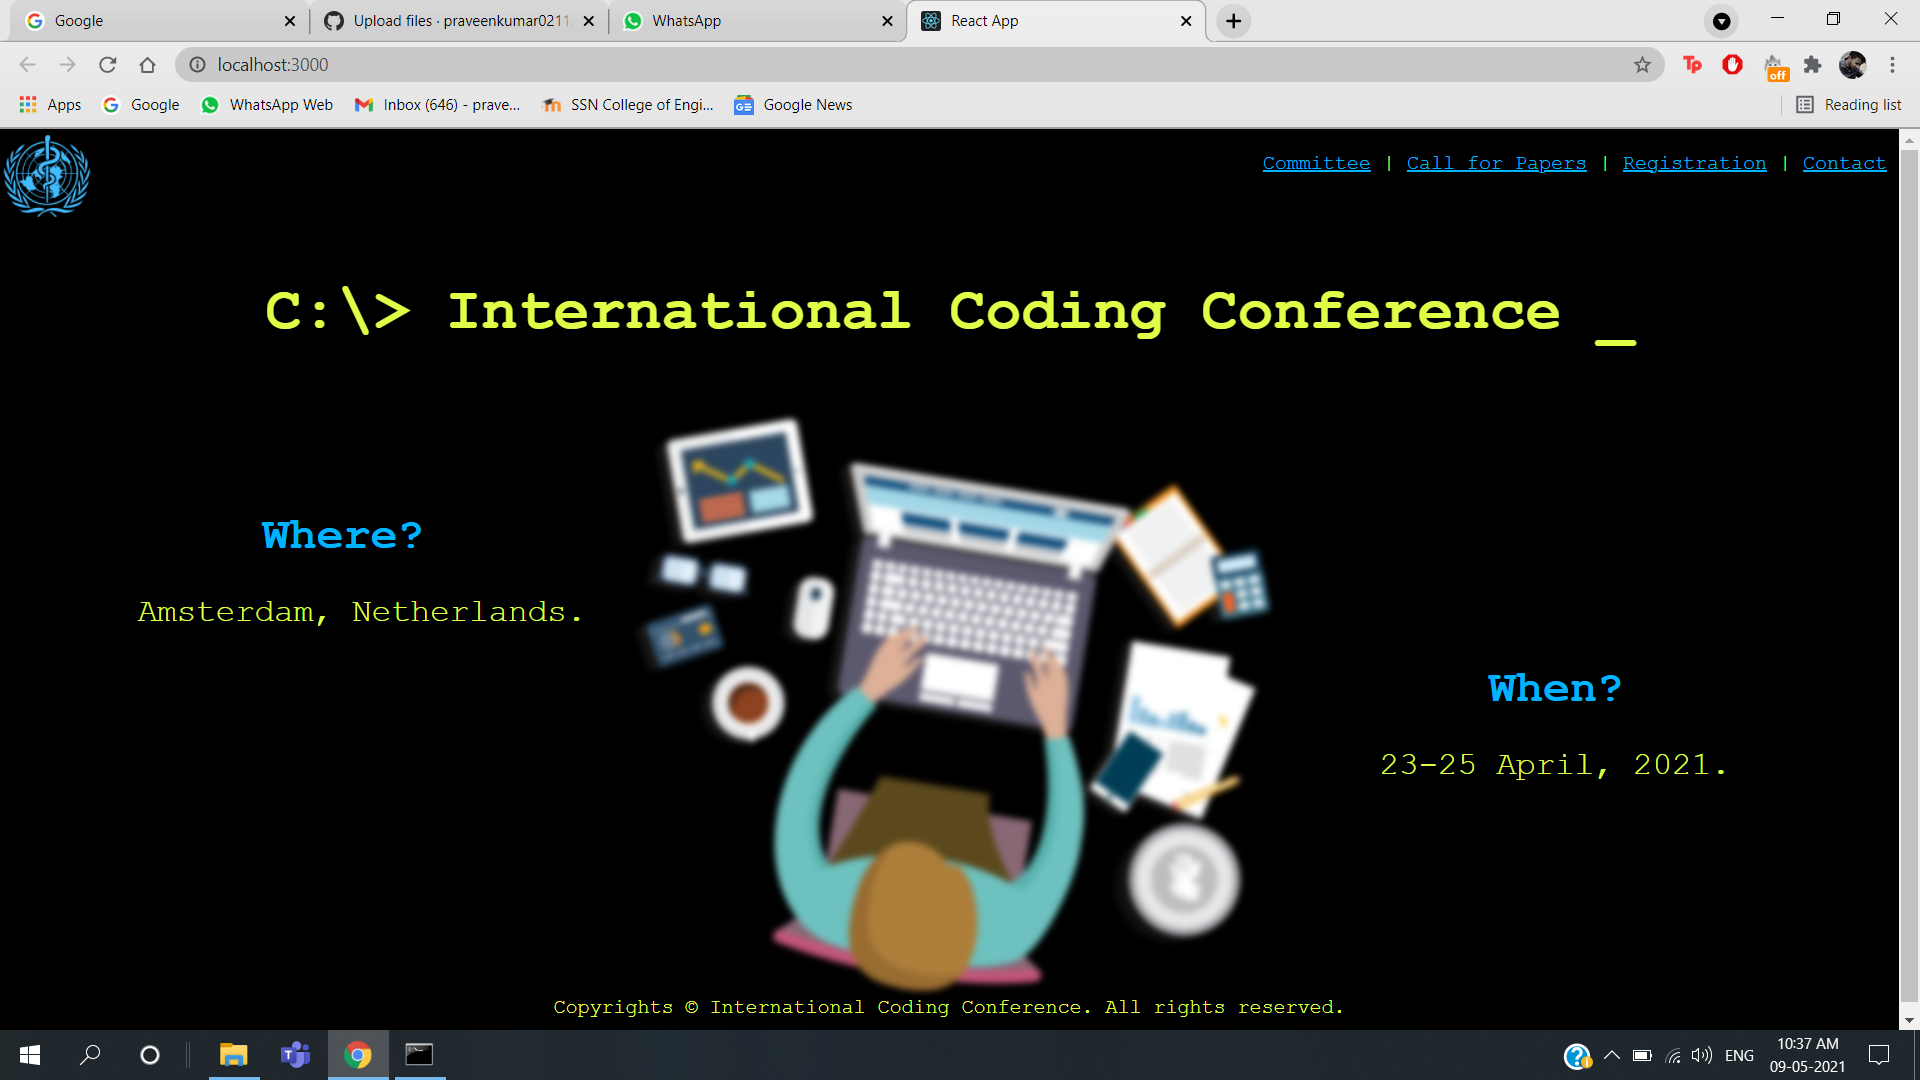 Google
Upload files · praveenkumar0211
WhatsApp
React App
localhost:3000
Tp
off
Apps
Google
WhatsApp Web
Inbox (646) - prave...
SSN College of Engi...
GE
Google News
Reading list
Committee | Call for Papers | Registration | Contact
C:\> International Coding Conference _
Where?
Amsterdam, Netherlands.
When?
23-25 April, 2021.
Copyrights © International Coding Conference. All rights reserved.
ENG
10:37 AM
09-05-2021